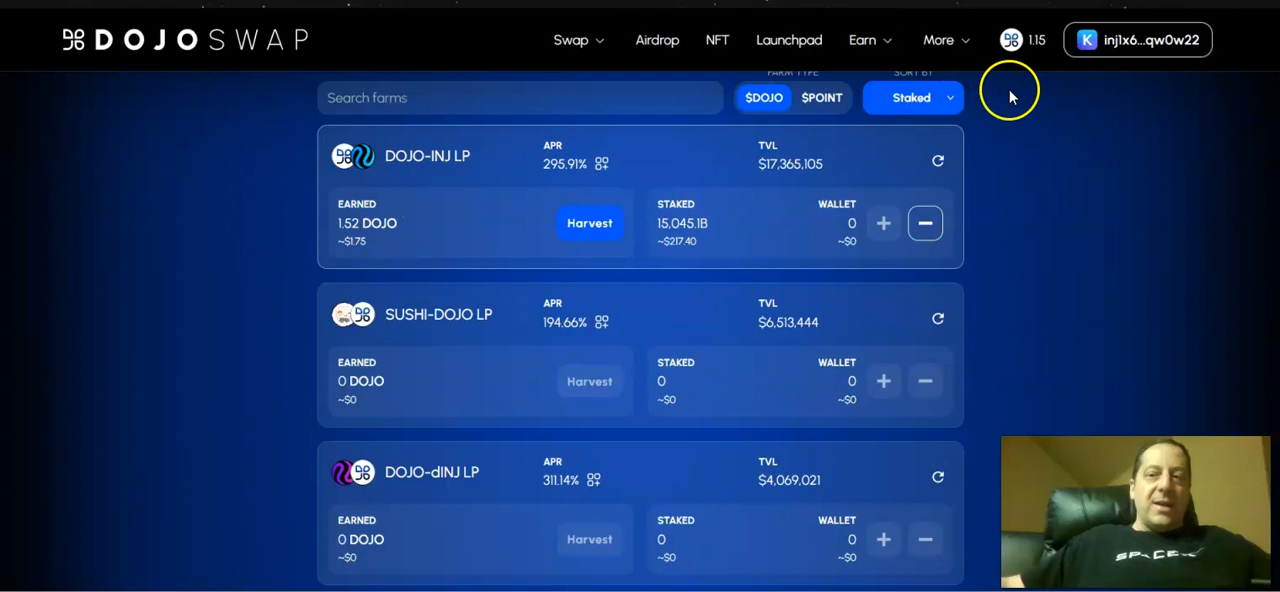 DOJO SWAP
Swap
Airdrop
NFT
Launchpad
Earn
More
1.15
K
inj1x6...qw0w22
FARM TYPE
SORT BY
Search farms
$DOJO
$POINT
Staked
DOJO-INJ LP
APR
295.91%
TVL
$17,365,105
EARNED
1.52 DOJO
~$1.75
Harvest
STAKED
15,045.1B
~$217.40
WALLET
0
~$0
SUSHI-DOJO LP
APR
194.66%
TVL
$6,513,444
EARNED
0 DOJO
~$0
Harvest
STAKED
0
~$0
WALLET
0
~$0
DOJO-dINJ LP
APR
311.14%
TVL
$4,069,021
EARNED
0 DOJO
~$0
Harvest
STAKED
0
~$0
WALLET
0
~$0
SPACEX